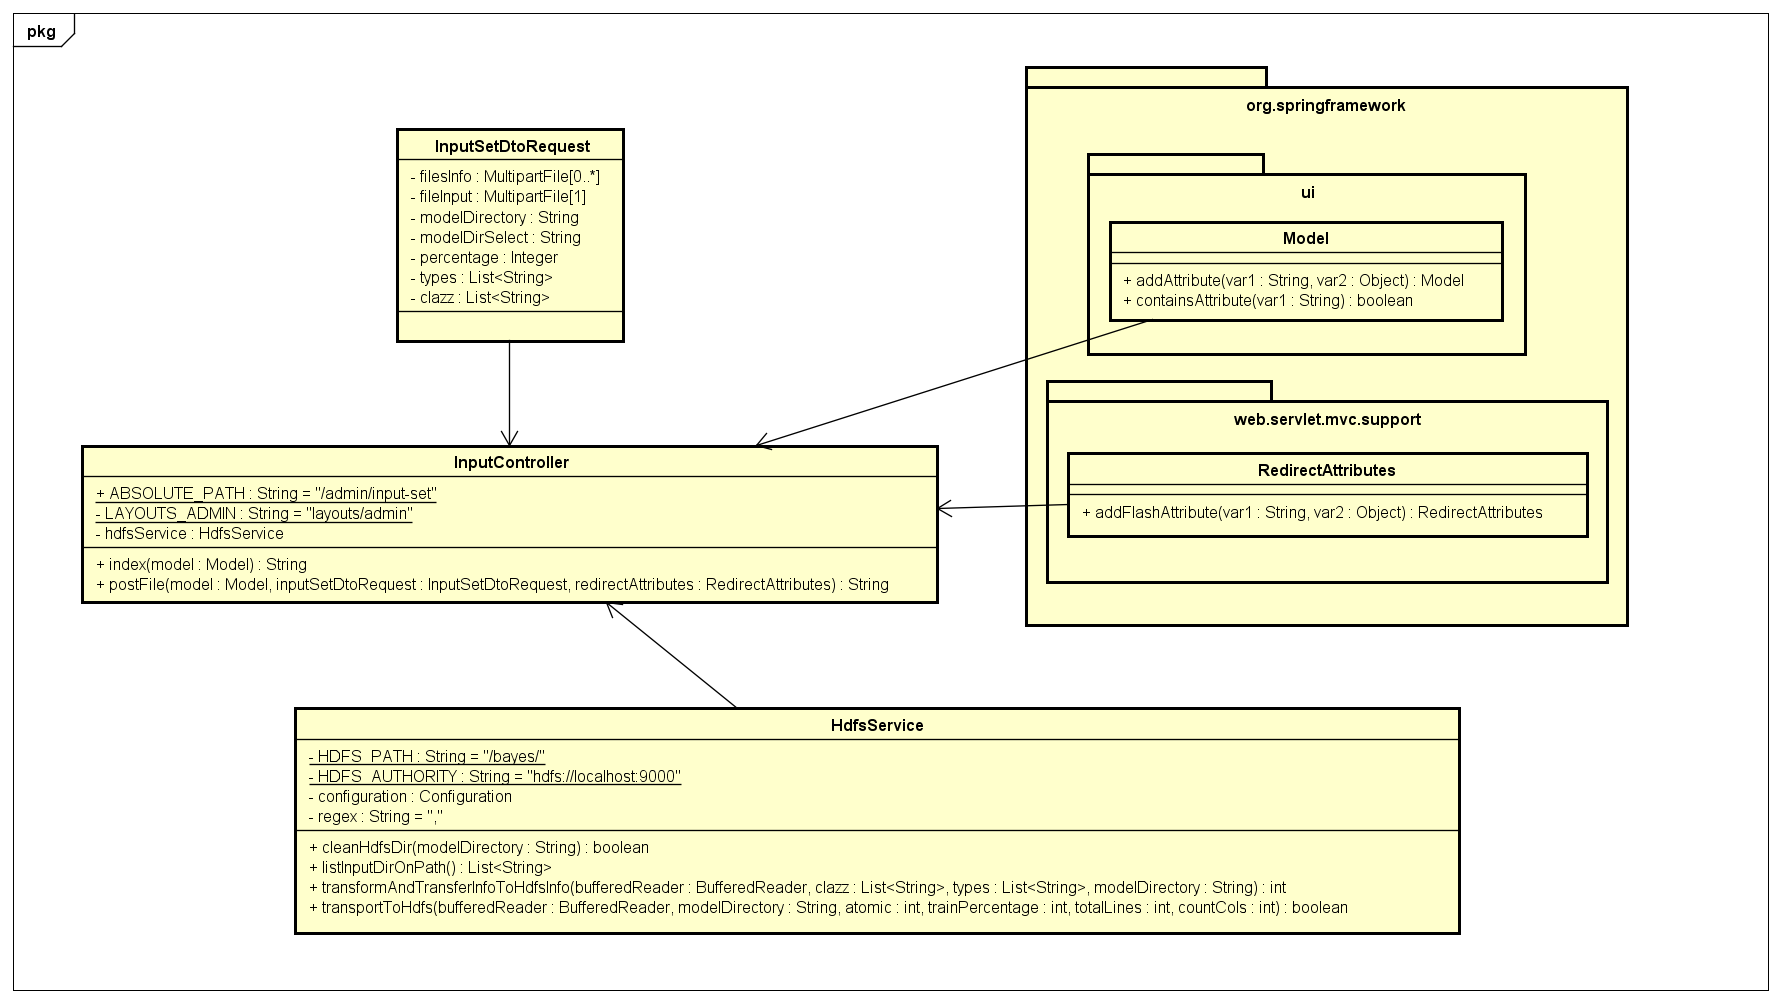 pkg
InputSetDtoRequest
- filesInfo : MultipartFile[0..*]
- fileInput : MultipartFile[1]
- modelDirectory : String
- modelDirSelect : String
- percentage : Integer
- types : List<String>
- clazz : List<String>
org.springframework
ui
Model
+ addAttribute(var1 : String, var2 : Object) : Model
+ containsAttribute(var1 : String) : boolean
web.servlet.mvc.support
RedirectAttributes
+ addFlashAttribute(var1 : String, var2 : Object) : RedirectAttributes
InputController
+ ABSOLUTE_PATH : String = "/admin/input-set"
- LAYOUTS_ADMIN : String = "layouts/admin"
- hdfsService : HdfsService
+ index(model : Model) : String
+ postFile(model : Model, inputSetDtoRequest : InputSetDtoRequest, redirectAttributes : RedirectAttributes) : String
HdfsService
- HDFS_PATH : String = "/bayes/"
- HDFS_AUTHORITY : String = "hdfs://localhost:9000"
- configuration : Configuration
- regex : String = ","
+ cleanHdfsDir(modelDirectory : String) : boolean
+ listInputDirOnPath() : List<String>
+ transformAndTransferInfoToHdfsInfo(bufferedReader : BufferedReader, clazz : List<String>, types : List<String>, modelDirectory : String) : int
+ transportToHdfs(bufferedReader : BufferedReader, modelDirectory : String, atomic : int, trainPercentage : int, totalLines : int, countCols : int) : boolean